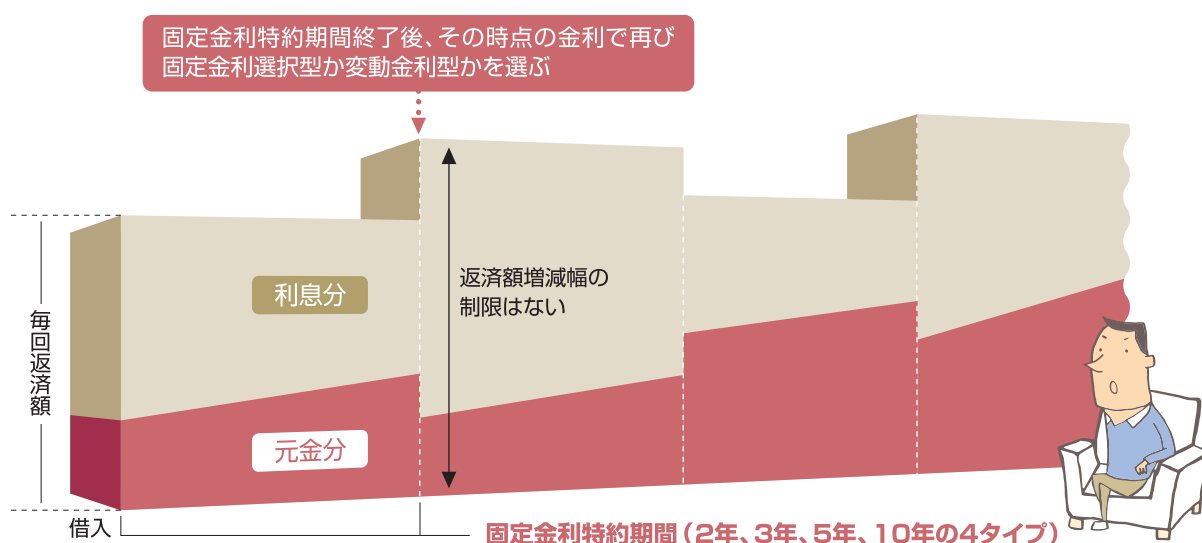 固定金利特約期間終了後、その時点の金利で再び
固定金利選択型か変動金利型かを選ぶ
利息分
返済額増減幅の
制限はない
毎回返済額
元金分
借入
固定金利特約期間(2年、3年、5年、10年の4タイプ)